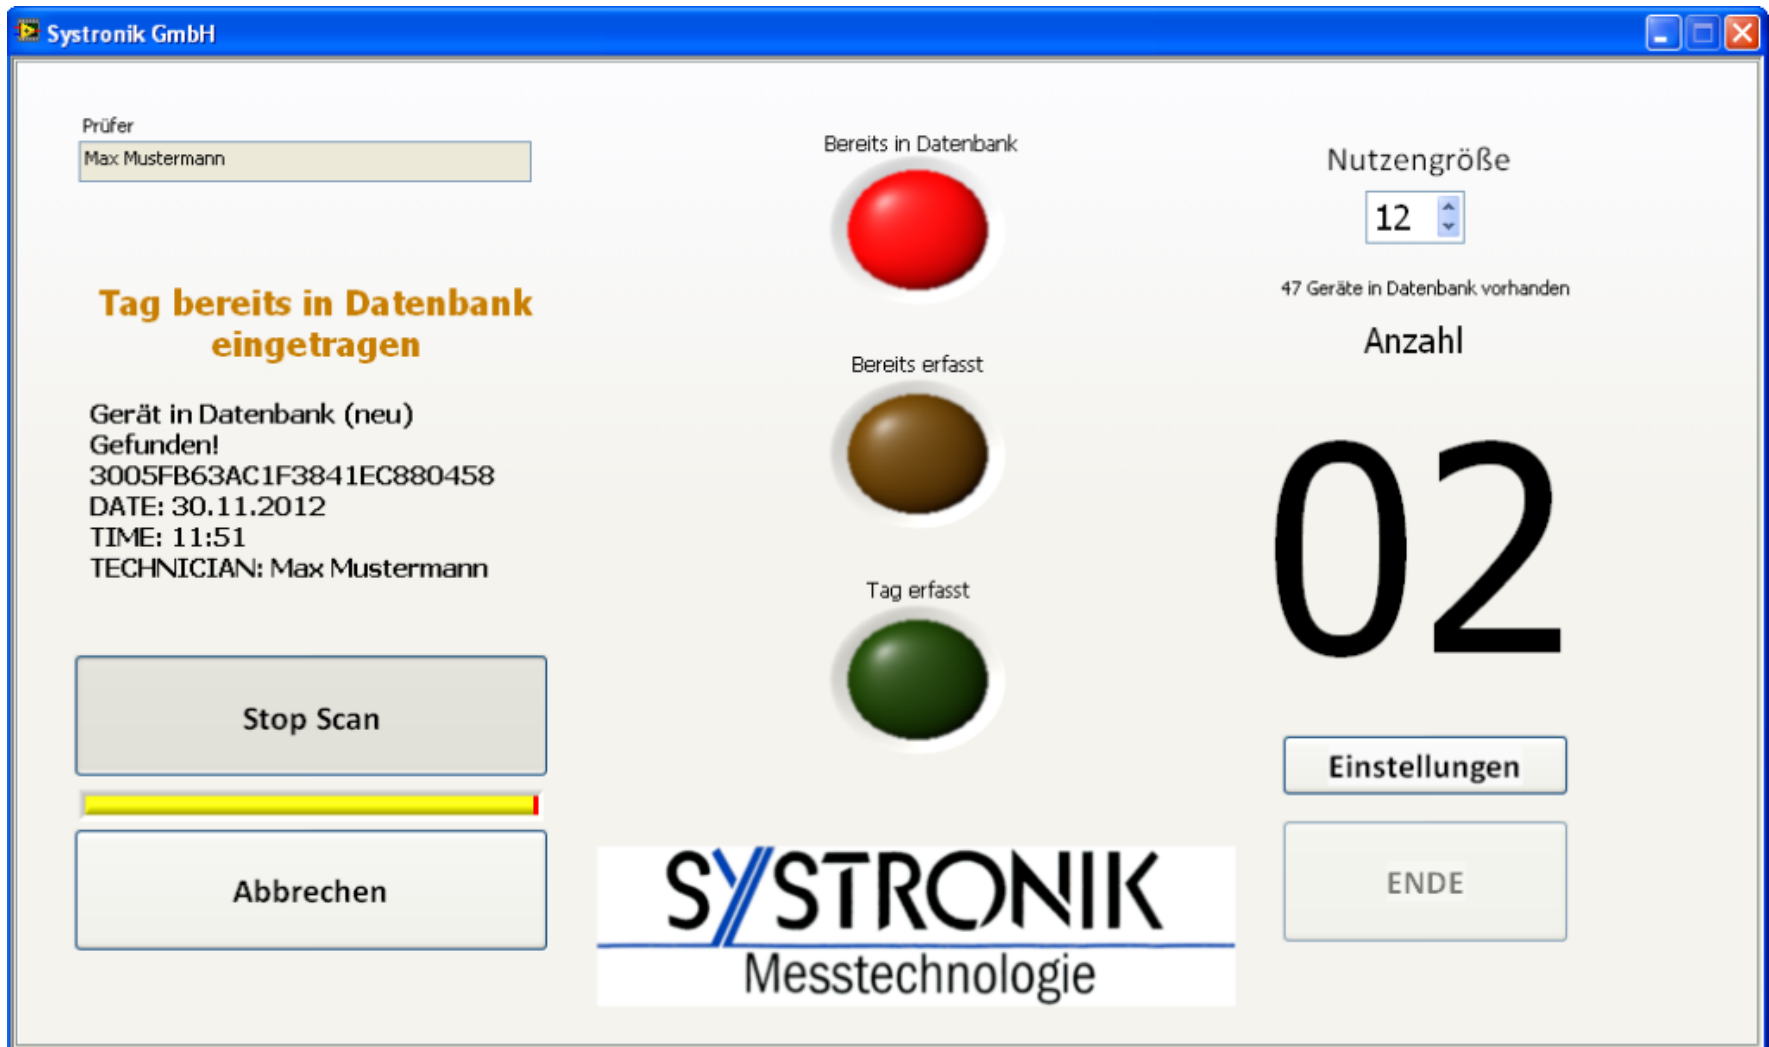 Systronik GmbH
Prüfer
Max Mustermann
Tag bereits in Datenbank
eingetragen
Gerät in Datenbank (neu)
Gefunden!
3005FB63AC1F3841EC880458
DATE: 30.11.2012
TIME: 11:51
TECHNICIAN: Max Mustermann
Stop Scan
Abbrechen
Bereits in Datenbank
Bereits erfasst
Tag erfasst
SYSTRONIK
Messtechnologie
Nutzengröße
12
47 Geräte in Datenbank vorhanden
Anzahl
02
Einstellungen
ENDE